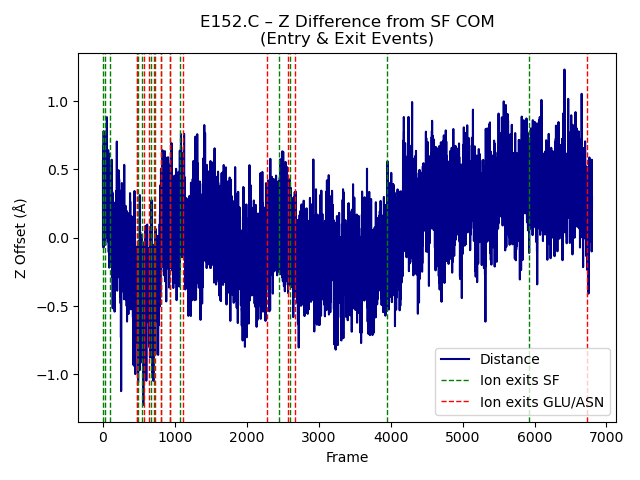 E152.C – Z Difference from SF COM
(Entry & Exit Events)
Z Offset (Å)
1.0
0.5
0.0
−0.5
−1.0
0
1000
2000
3000
4000
5000
6000
7000
Frame
Distance
Ion exits SF
Ion exits GLU/ASN